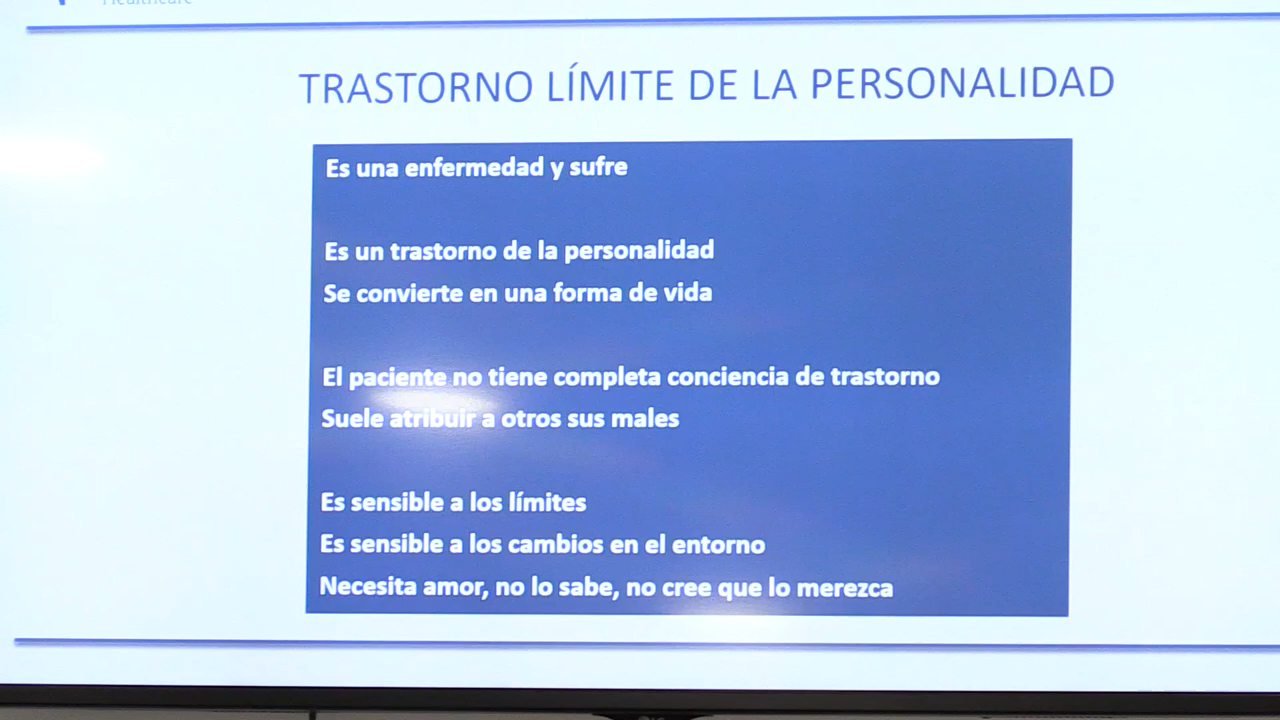 Healthcare
TRASTORNO LÍMITE DE LA PERSONALIDAD
Es una enfermedad y sufre
Es un trastorno de la personalidad
Se convierte en una forma de vida
El paciente no tiene completa conciencia de trastorno
Suele atribuir a otros sus males
Es sensible a los límites
Es sensible a los cambios en el entorno
Necesita amor, no lo sabe, no cree que lo merezca